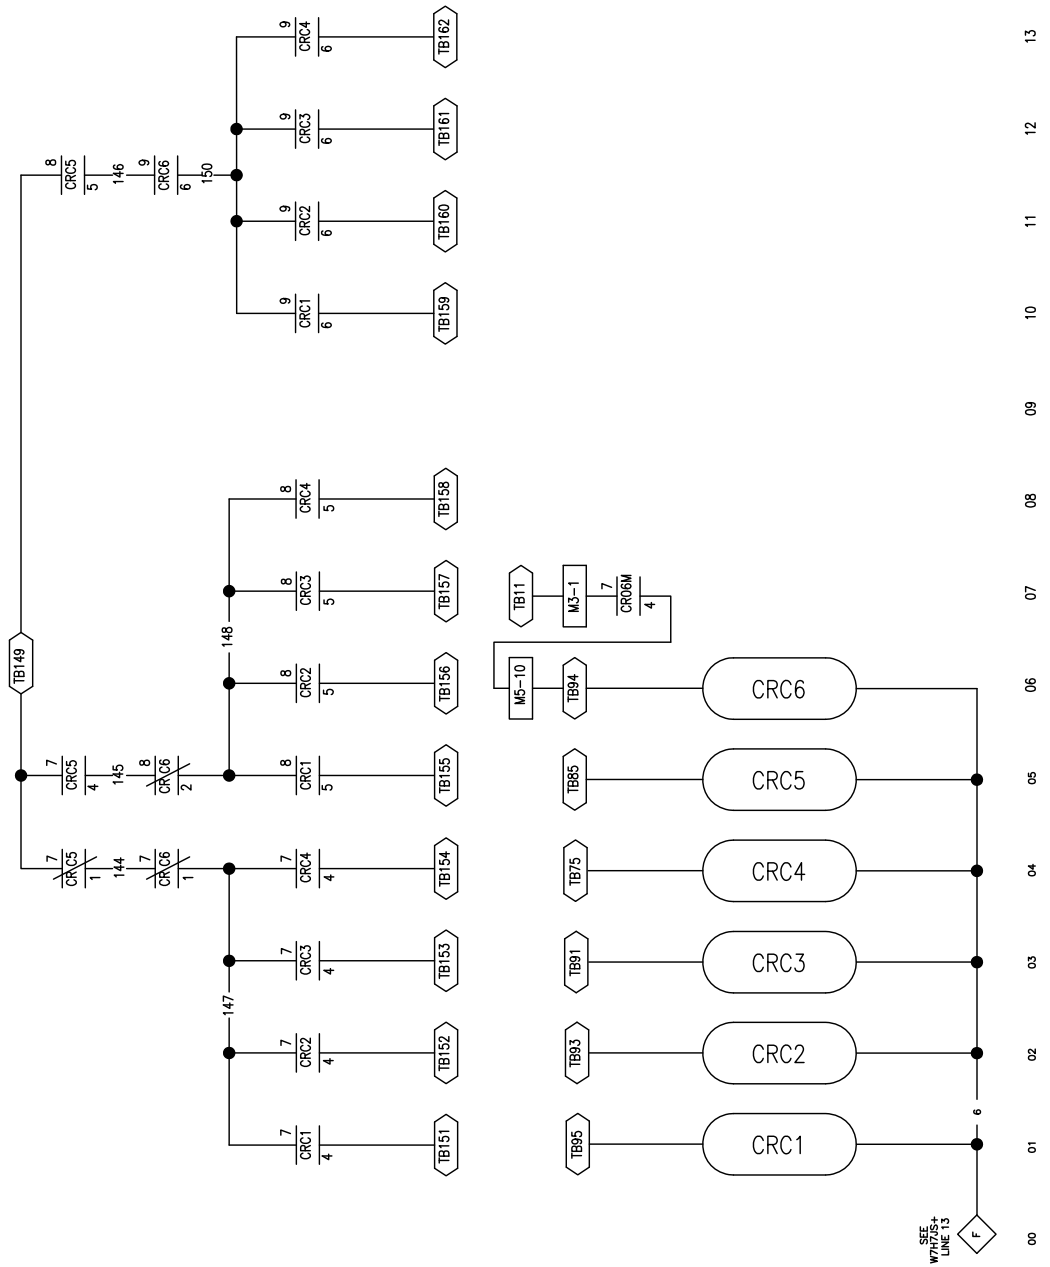 TB149
7 7 8
CRC5 CRC5 CRC5
1 4 5
144 145 146
7 8 9
CRC6 CRC6 CRC6
1 2 6
150
147 148
7 7 7 7 8 8 8 8 9 9 9 9
CRC1 CRC2 CRC3 CRC4 CRC1 CRC2 CRC3 CRC4 CRC1 CRC2 CRC3 CRC4
4 4 4 4 5 5 5 5 6 6 6 6
TB151 TB152 TB153 TB154 TB155 TB156 TB157 TB158 TB159 TB160 TB161 TB162
M5-10 TB11
TB95 TB93 TB91 TB75 TB85 TB94 M3-1
7
CR06M
4
CRC1 CRC2 CRC3 CRC4 CRC5 CRC6
SEE
W7H7JS+
LINE 13
F 6
00 01 02 03 04 05 06 07 08 09 10 11 12 13